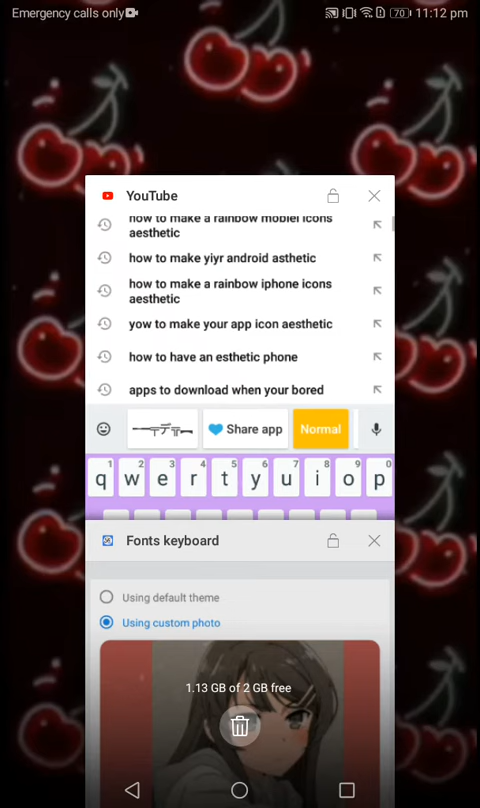 Emergency calls only
70
11:12 pm
YouTube
how to make a rainbow mobiel icons
aesthetic
how to make yiyr android asthetic
how to make a rainbow iphone icons
aesthetic
yow to make your app icon aesthetic
how to have an esthetic phone
apps to download when your bored
Share app
Normal
1 2 3 4 5 6 7 8 9 0
q w e r t y u i o p
Fonts keyboard
Using default theme
Using custom photo
1.13 GB of 2 GB free